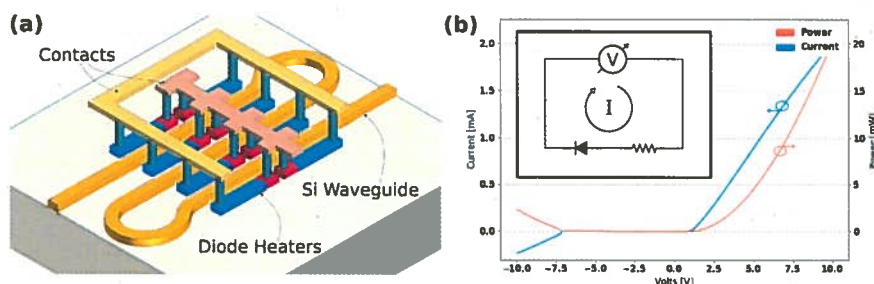 (a)
Contacts
Si Waveguide
Diode Heaters
(b)
Power
Current
V
I
Current [mA]
2.0
1.5
1.0
0.5
0.0
Power [mW]
20
15
10
5
0
−10.0 −7.5 −5.0 −2.5 0.0 2.5 5.0 7.5 10.0
Volts [V]